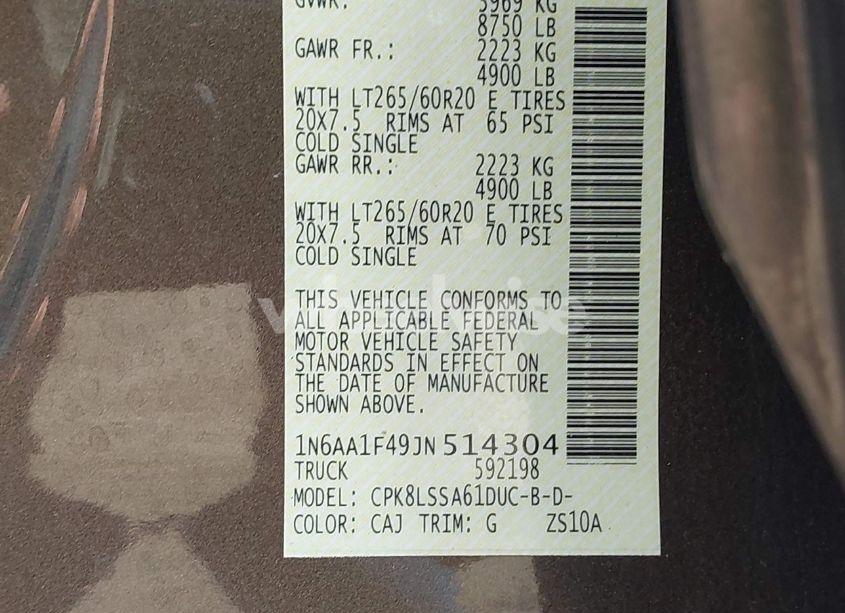 GVWR: 3969 KG
8750 LB
GAWR FR.: 2223 KG
4900 LB
WITH LT265/60R20 E TIRES
20X7.5 RIMS AT 65 PSI
COLD SINGLE
GAWR RR.: 2223 KG
4900 LB
WITH LT265/60R20 E TIRES
20X7.5 RIMS AT 70 PSI
COLD SINGLE
THIS VEHICLE CONFORMS TO
ALL APPLICABLE FEDERAL
MOTOR VEHICLE SAFETY
STANDARDS IN EFFECT ON
THE DATE OF MANUFACTURE
SHOWN ABOVE.
1N6AA1F49JN514304
TRUCK 592198
MODEL: CPK8LSSA61DUC-B-D-
COLOR: CAJ TRIM: G ZS10A